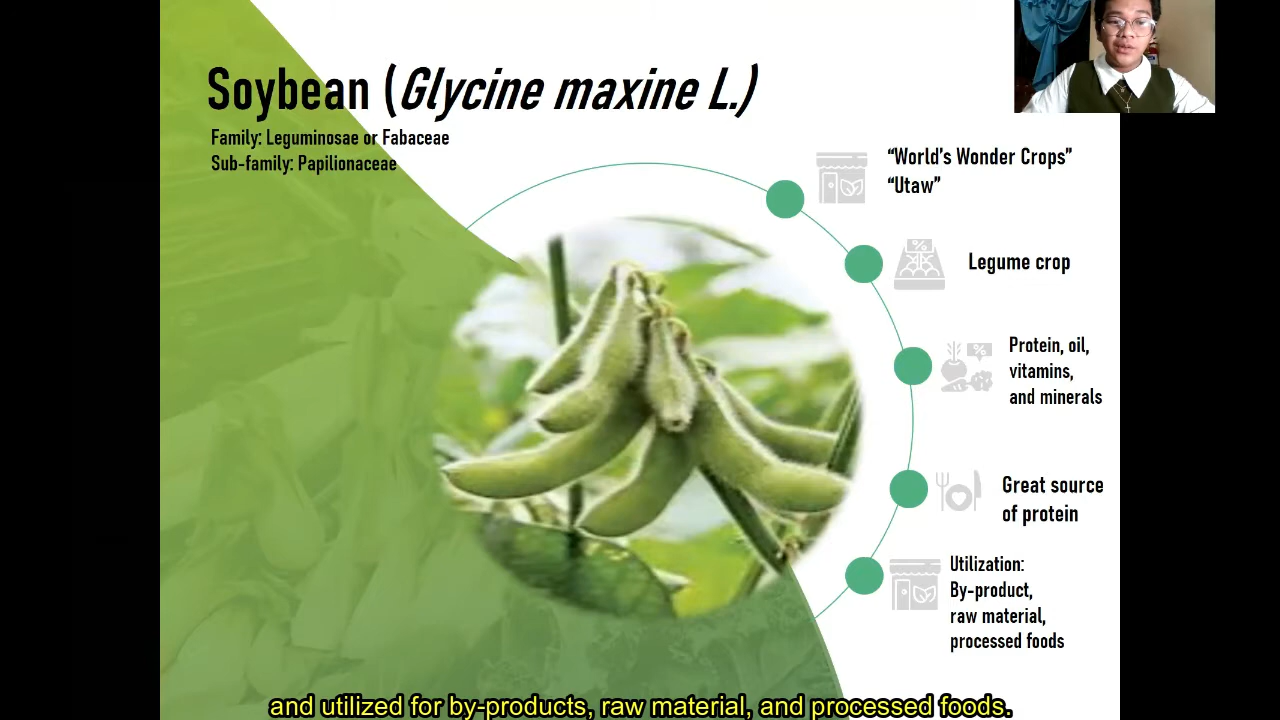 Soybean (Glycine maxine L.)
Family: Leguminosae or Fabaceae
Sub-family: Papilionaceae
“World’s Wonder Crops”
“Utaw”
Legume crop
Protein, oil,
vitamins,
and minerals
Great source
of protein
Utilization:
By-product,
raw material,
processed foods
and utilized for by-products, raw material, and processed foods.